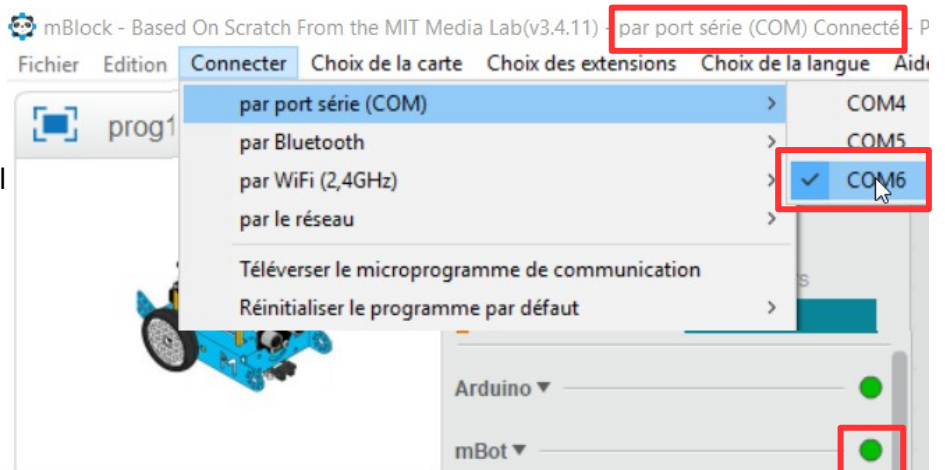 mBlock - Based On Scratch From the MIT Media Lab(v3.4.11) - par port série (COM) Connecté - P
Fichier Edition Connecter Choix de la carte Choix des extensions Choix de la langue Aide
prog1
par port série (COM) > COM4
par Bluetooth > COM5
l par WiFi (2,4GHz) > ✓ COM6
par le réseau >
Téléverser le microprogramme de communication
s
Réinitialiser le programme par défaut >
M
Arduino ▼
mBot ▼